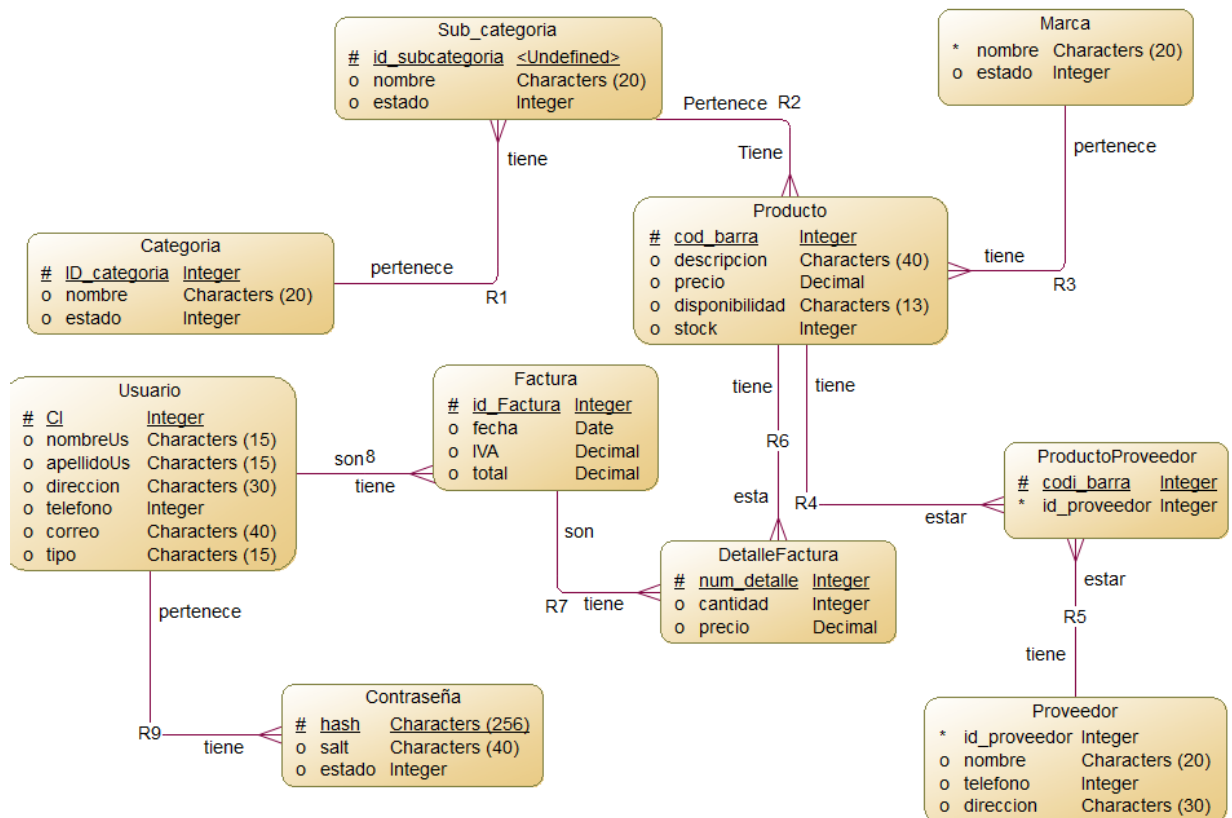 Sub_categoria
# id_subcategoria <Undefined>
o nombre Characters (20)
o estado Integer
Marca
* nombre Characters (20)
o estado Integer
Pertenece R2
Tiene
tiene
pertenece
Categoria
# ID_categoria Integer
o nombre Characters (20)
o estado Integer
pertenece
R1
Producto
# cod_barra Integer
o descripcion Characters (40)
o precio Decimal
o disponibilidad Characters (13)
o stock Integer
tiene
R3
Usuario
# CI Integer
o nombreUs Characters (15)
o apellidoUs Characters (15)
o direccion Characters (30)
o telefono Integer
o correo Characters (40)
o tipo Characters (15)
son8
tiene
Factura
# id_Factura Integer
o fecha Date
o IVA Decimal
o total Decimal
tiene
tiene
R6
R4
esta
estar
ProductoProveedor
# codi_barra Integer
* id_proveedor Integer
son
R7
tiene
DetalleFactura
# num_detalle Integer
o cantidad Integer
o precio Decimal
estar
R5
tiene
pertenece
R9
tiene
Contraseña
# hash Characters (256)
o salt Characters (40)
o estado Integer
Proveedor
* id_proveedor Integer
o nombre Characters (20)
o telefono Integer
o direccion Characters (30)